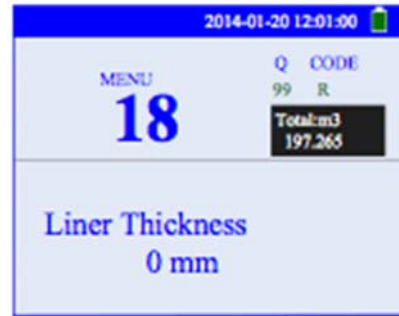 2014-01-20 12:01:00
MENU
18
Q CODE
99 R
Total:m3
197.265
Liner Thickness
0 mm